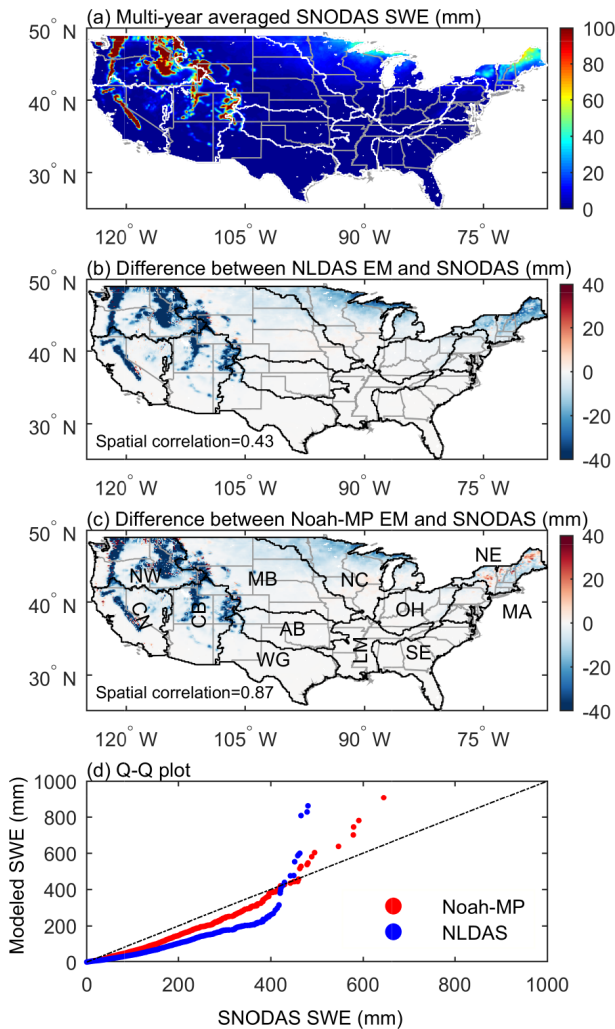 (a) Multi-year averaged SNODAS SWE (mm)
50° N
40° N
30° N
120° W
105° W
90° W
75° W
100
80
60
40
20
0
(b) Difference between NLDAS EM and SNODAS (mm)
50° N
40° N
30° N
Spatial correlation=0.43
120° W
105° W
90° W
75° W
40
20
0
-20
-40
(c) Difference between Noah-MP EM and SNODAS (mm)
50° N
40° N
30° N
NW
MB
NC
NE
CN
CB
OH
MA
AB
LM
WG
SE
Spatial correlation=0.87
120° W
105° W
90° W
75° W
40
20
0
-20
-40
(d) Q-Q plot
Modeled SWE (mm)
1000
800
600
400
200
0
Noah-MP
NLDAS
0
200
400
600
800
1000
SNODAS SWE (mm)